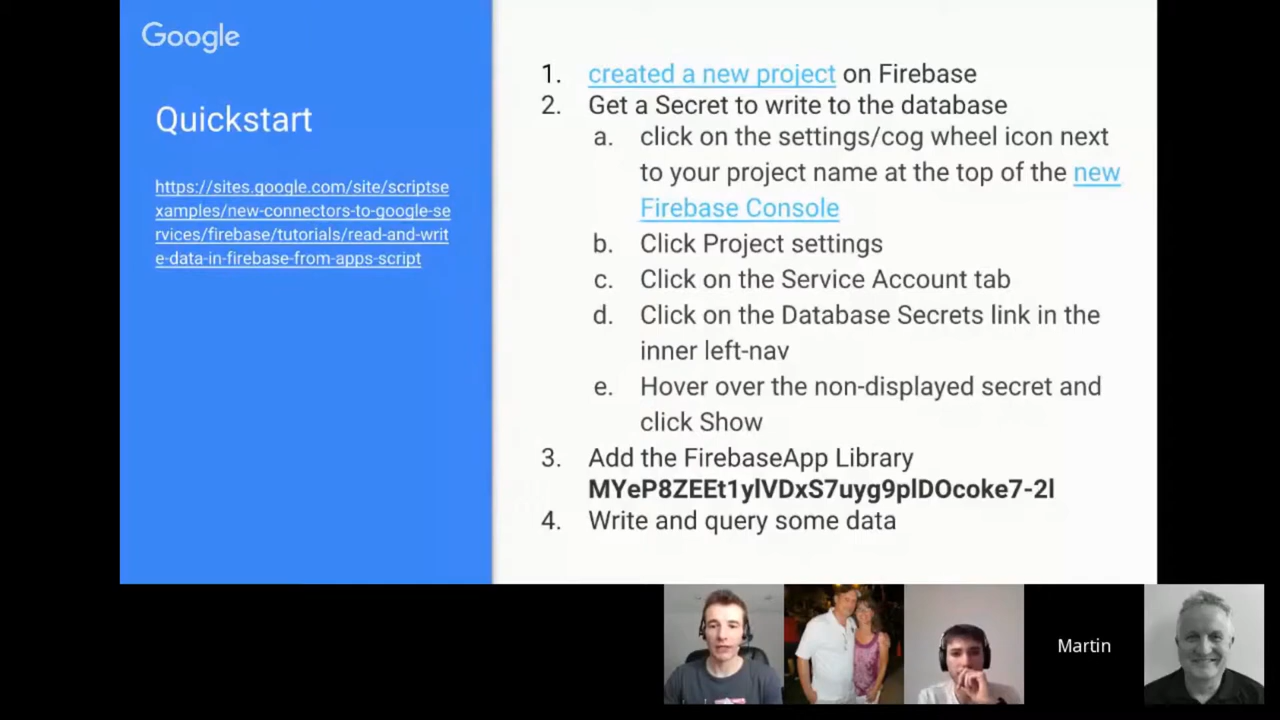 Google
Quickstart
https://sites.google.com/site/scriptse
xamples/new-connectors-to-google-se
rvices/firebase/tutorials/read-and-writ
e-data-in-firebase-from-apps-script
1. created a new project on Firebase
2. Get a Secret to write to the database
a. click on the settings/cog wheel icon next
to your project name at the top of the new
Firebase Console
b. Click Project settings
c. Click on the Service Account tab
d. Click on the Database Secrets link in the
inner left-nav
e. Hover over the non-displayed secret and
click Show
3. Add the FirebaseApp Library
MYeP8ZEEt1ylVDxS7uyg9plDOcoke7-2l
4. Write and query some data
Martin